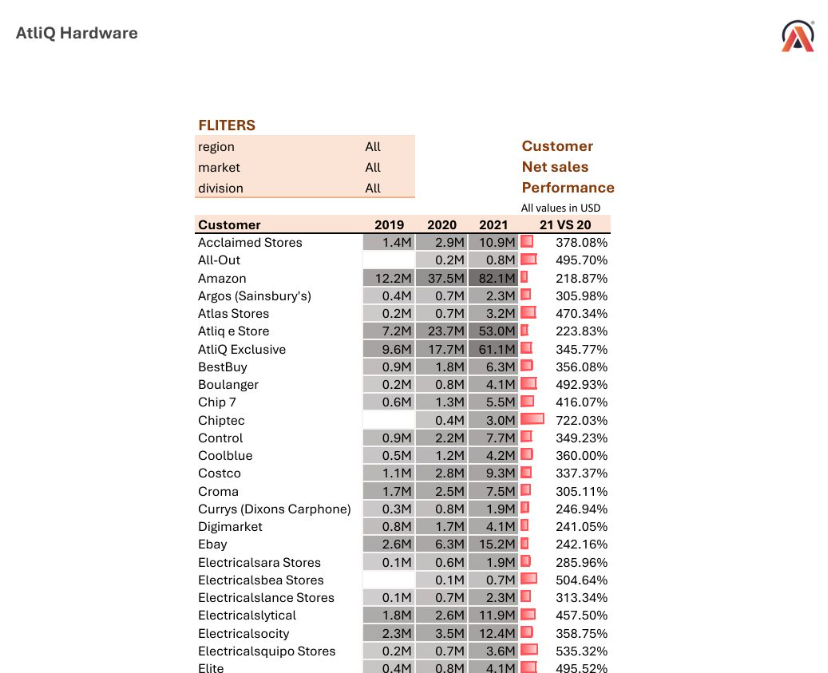 AtliQ Hardware
FLITERS
region All
market All
division All
Customer
Net sales
Performance
All values in USD
Customer 2019 2020 2021 21 VS 20
Acclaimed Stores 1.4M 2.9M 10.9M 378.08%
All-Out 0.2M 0.8M 495.70%
Amazon 12.2M 37.5M 82.1M 218.87%
Argos (Sainsbury's) 0.4M 0.7M 2.3M 305.98%
Atlas Stores 0.2M 0.7M 3.2M 470.34%
Atliq e Store 7.2M 23.7M 53.0M 223.83%
AtliQ Exclusive 9.6M 17.7M 61.1M 345.77%
BestBuy 0.9M 1.8M 6.3M 356.08%
Boulanger 0.2M 0.8M 4.1M 492.93%
Chip 7 0.6M 1.3M 5.5M 416.07%
Chiptec 0.4M 3.0M 722.03%
Control 0.9M 2.2M 7.7M 349.23%
Coolblue 0.5M 1.2M 4.2M 360.00%
Costco 1.1M 2.8M 9.3M 337.37%
Croma 1.7M 2.5M 7.5M 305.11%
Currys (Dixons Carphone) 0.3M 0.8M 1.9M 246.94%
Digimarket 0.8M 1.7M 4.1M 241.05%
Ebay 2.6M 6.3M 15.2M 242.16%
Electricalsara Stores 0.1M 0.6M 1.9M 285.96%
Electricalsbea Stores 0.1M 0.7M 504.64%
Electricalslance Stores 0.1M 0.7M 2.3M 313.34%
Electricalslytical 1.8M 2.6M 11.9M 457.50%
Electricalsocity 2.3M 3.5M 12.4M 358.75%
Electricalsquipo Stores 0.2M 0.7M 3.6M 535.32%
Elite 0.4M 0.8M 4.1M 495.52%